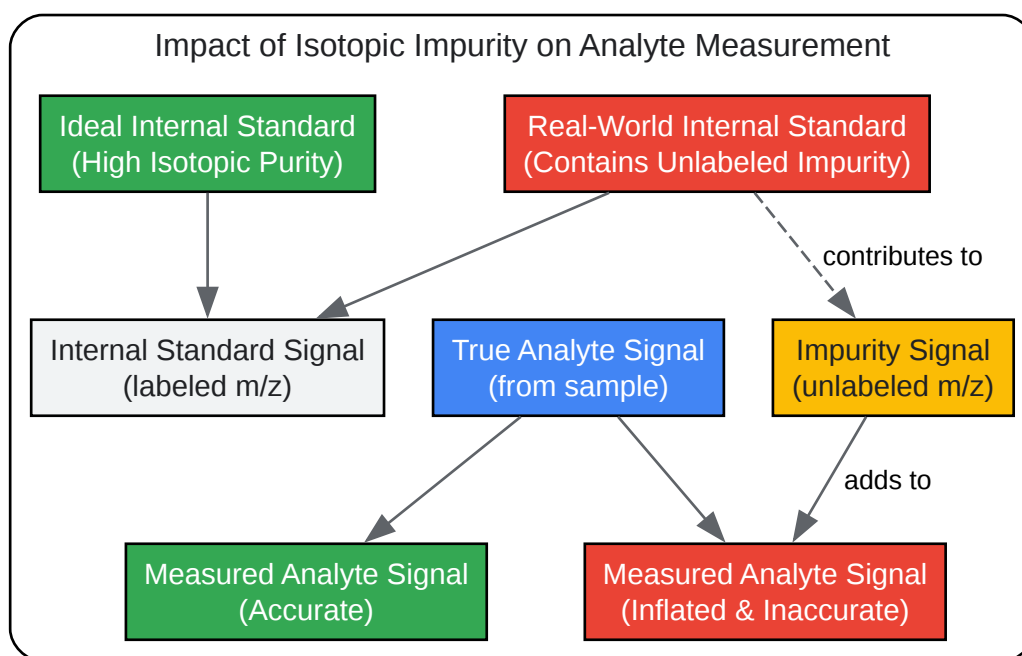 Impact of Isotopic Impurity on Analyte Measurement
Ideal Internal Standard
(High Isotopic Purity)
Real-World Internal Standard
(Contains Unlabeled Impurity)
contributes to
Internal Standard Signal
(labeled m/z)
True Analyte Signal
(from sample)
Impurity Signal
(unlabeled m/z)
adds to
Measured Analyte Signal
(Accurate)
Measured Analyte Signal
(Inflated & Inaccurate)